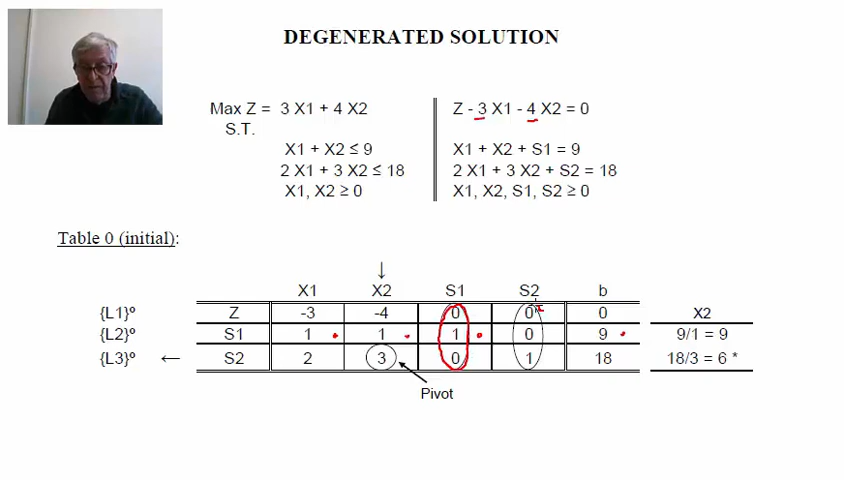 DEGENERATED SOLUTION
Max Z = 3 X1 + 4 X2
S.T.
X1 + X2 ≤ 9
2 X1 + 3 X2 ≤ 18
X1, X2 ≥ 0
Z - 3 X1 - 4 X2 = 0
X1 + X2 + S1 = 9
2 X1 + 3 X2 + S2 = 18
X1, X2, S1, S2 ≥ 0
Table 0 (initial):
↓
X1 X2 S1 S2 b
{L1}º Z -3 -4 0 0 0 X2
{L2}º S1 1 1 1 0 9 9/1 = 9
{L3}º ← S2 2 3 0 1 18 18/3 = 6 *
Pivot